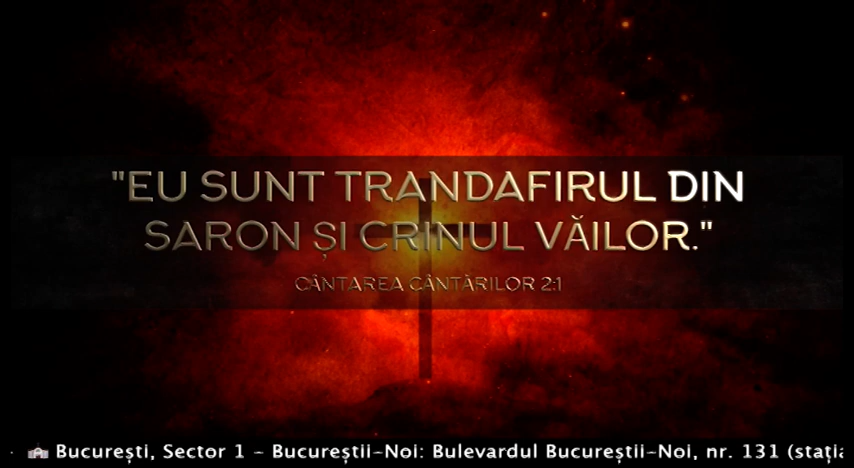 "EU SUNT TRANDAFIRUL DIN
SARON ȘI CRINUL VĂILOR."
CÂNTAREA CÂNTĂRILOR 2:1
București, Sector 1 - Bucureștii-Noi: Bulevardul Bucureștii-Noi, nr. 131 (stația